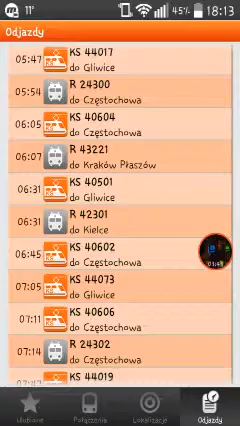 11° 45% 18:13
Odjazdy
05:47 KS 44017
do Gliwice
05:54 R 24300
do Częstochowa
06:05 KS 40604
do Częstochowa
06:07 R 43221
do Kraków Płaszów
06:31 KS 40501
do Gliwice
06:31 R 42301
do Kielce
06:45 KS 40602
do Częstochowa
07:05 KS 44073
do Gliwice
07:11 KS 40606
do Częstochowa
07:14 R 24302
do Częstochowa
07:47 KS 44019
Ulubione Połączenia Lokalizacje Odjazdy